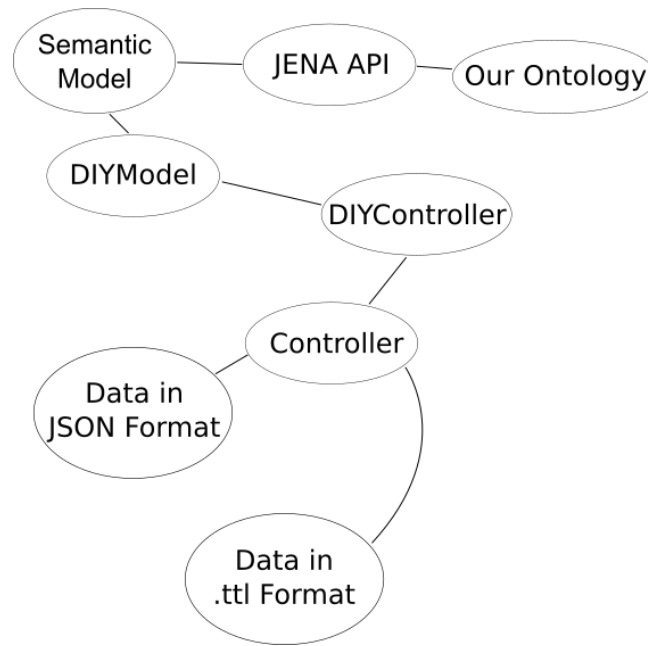 Semantic
Model
JENA API
Our Ontology
DIYModel
DIYController
Controller
Data in
JSON Format
Data in
.ttl Format